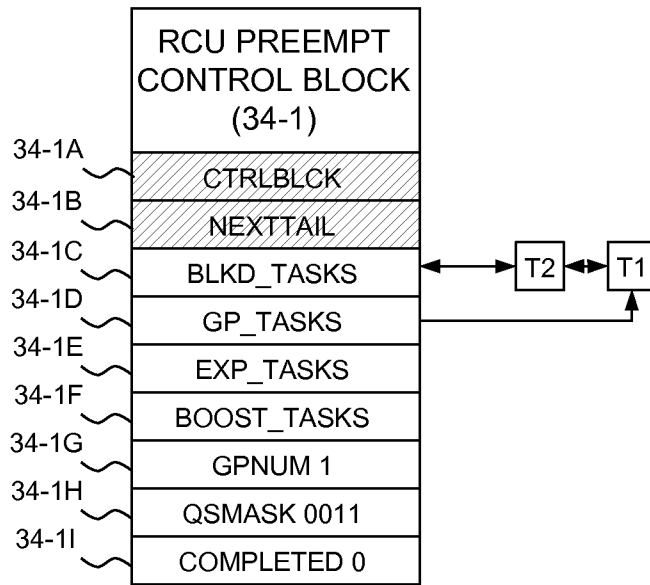 RCU PREEMPT
CONTROL BLOCK
(34-1)
34-1A
CTRLBLCK
34-1B
NEXTTAIL
34-1C
BLKD_TASKS
T2
T1
34-1D
GP_TASKS
34-1E
EXP_TASKS
34-1F
BOOST_TASKS
34-1G
GPNUM 1
34-1H
QSMASK 0011
34-1I
COMPLETED 0